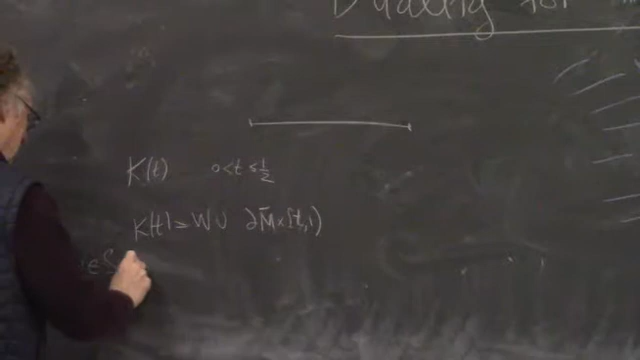 Duality for
K(t) 0<t≤1/2
K(t) = W ∪ ∂M̄×[t,1)